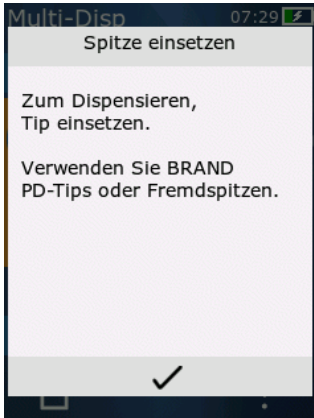 Multi-Disp 07:29
Spitze einsetzen
Zum Dispensieren,
Tip einsetzen.
Verwenden Sie BRAND
PD-Tips oder Fremdspitzen.